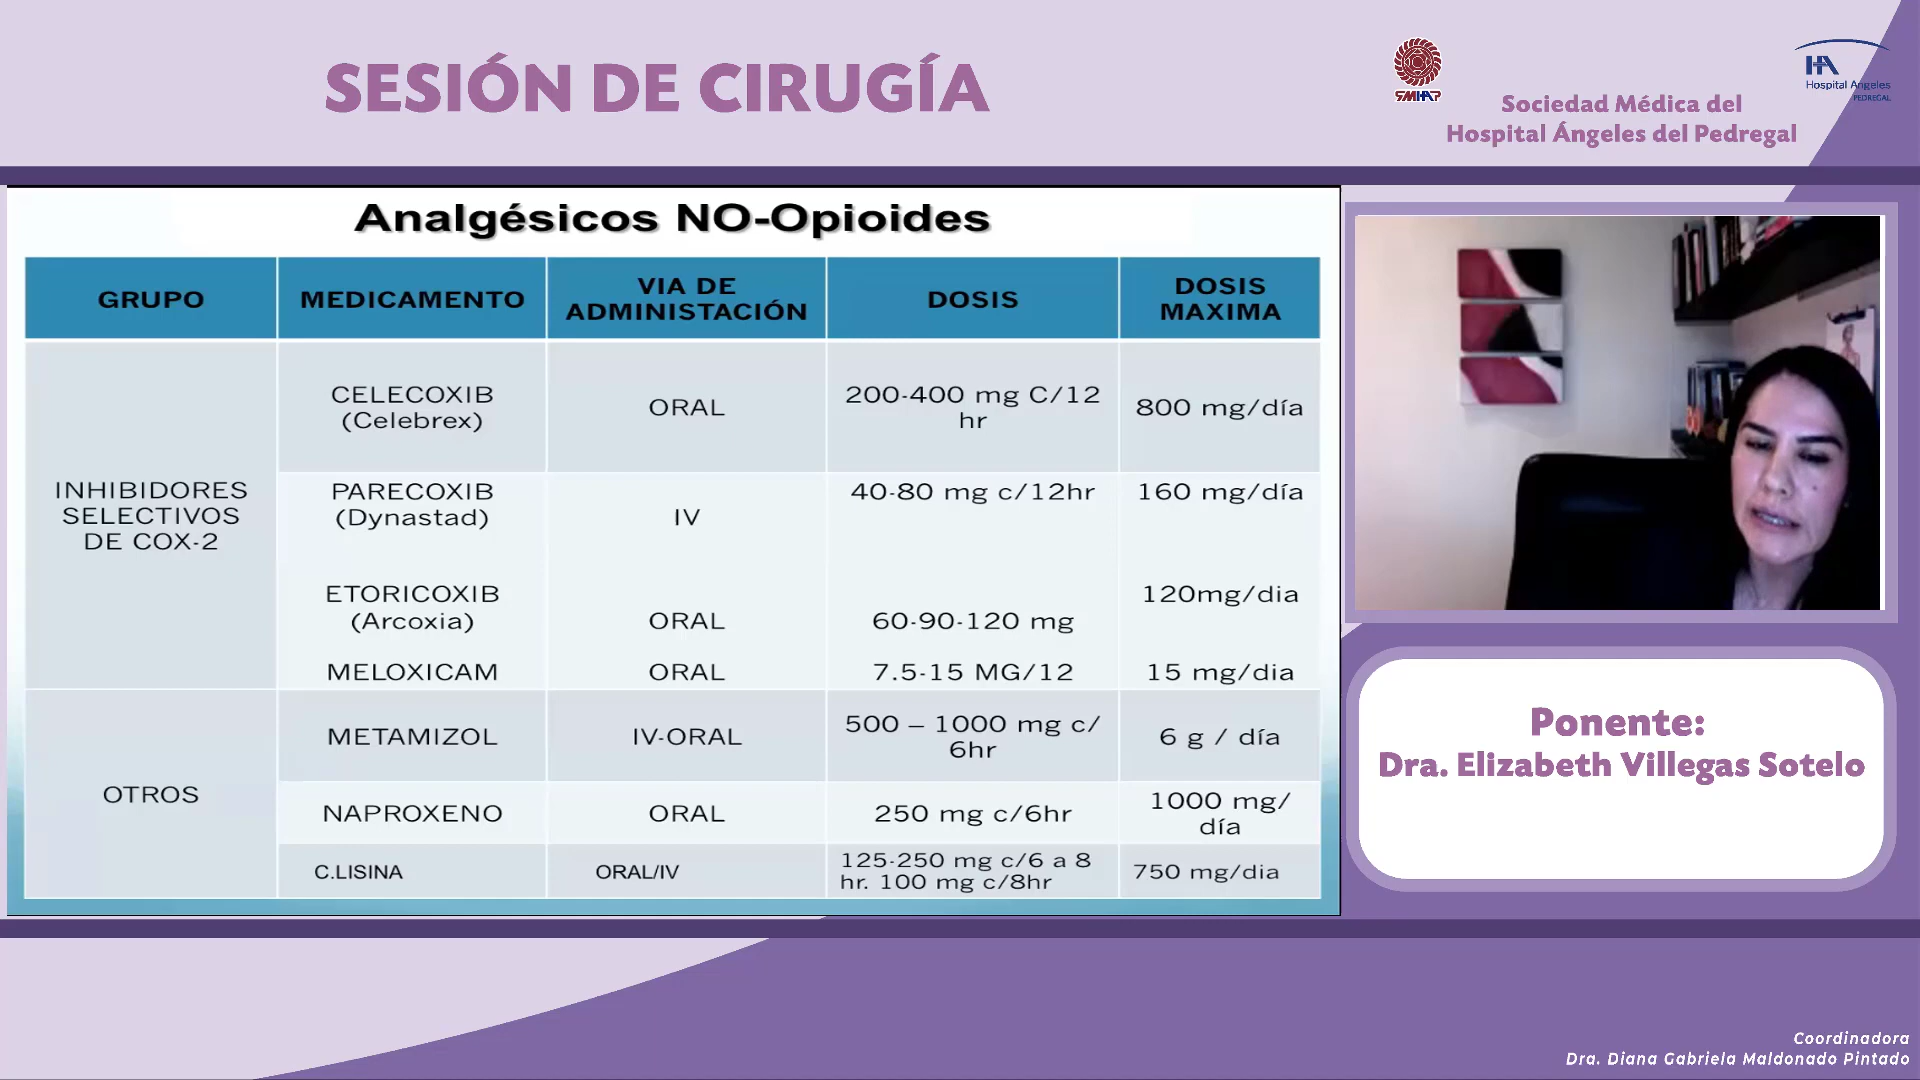 SESIÓN DE CIRUGÍA
SMHAP
Sociedad Médica del
Hospital Ángeles del Pedregal
HA
Hospital Angeles
PEDREGAL
Analgésicos NO-Opioides
GRUPO
MEDICAMENTO
VIA DE
ADMINISTACIÓN
DOSIS
DOSIS
MAXIMA
INHIBIDORES
SELECTIVOS
DE COX-2
CELECOXIB
(Celebrex)
ORAL
200-400 mg C/12
hr
800 mg/día
PARECOXIB
(Dynastad)
IV
40-80 mg c/12hr
160 mg/día
ETORICOXIB
(Arcoxia)
ORAL
60-90-120 mg
120mg/dia
MELOXICAM
ORAL
7.5-15 MG/12
15 mg/dia
OTROS
METAMIZOL
IV-ORAL
500 – 1000 mg c/
6hr
6 g / día
NAPROXENO
ORAL
250 mg c/6hr
1000 mg/
día
C.LISINA
ORAL/IV
125-250 mg c/6 a 8
hr. 100 mg c/8hr
750 mg/dia
Ponente:
Dra. Elizabeth Villegas Sotelo
Coordinadora
Dra. Diana Gabriela Maldonado Pintado